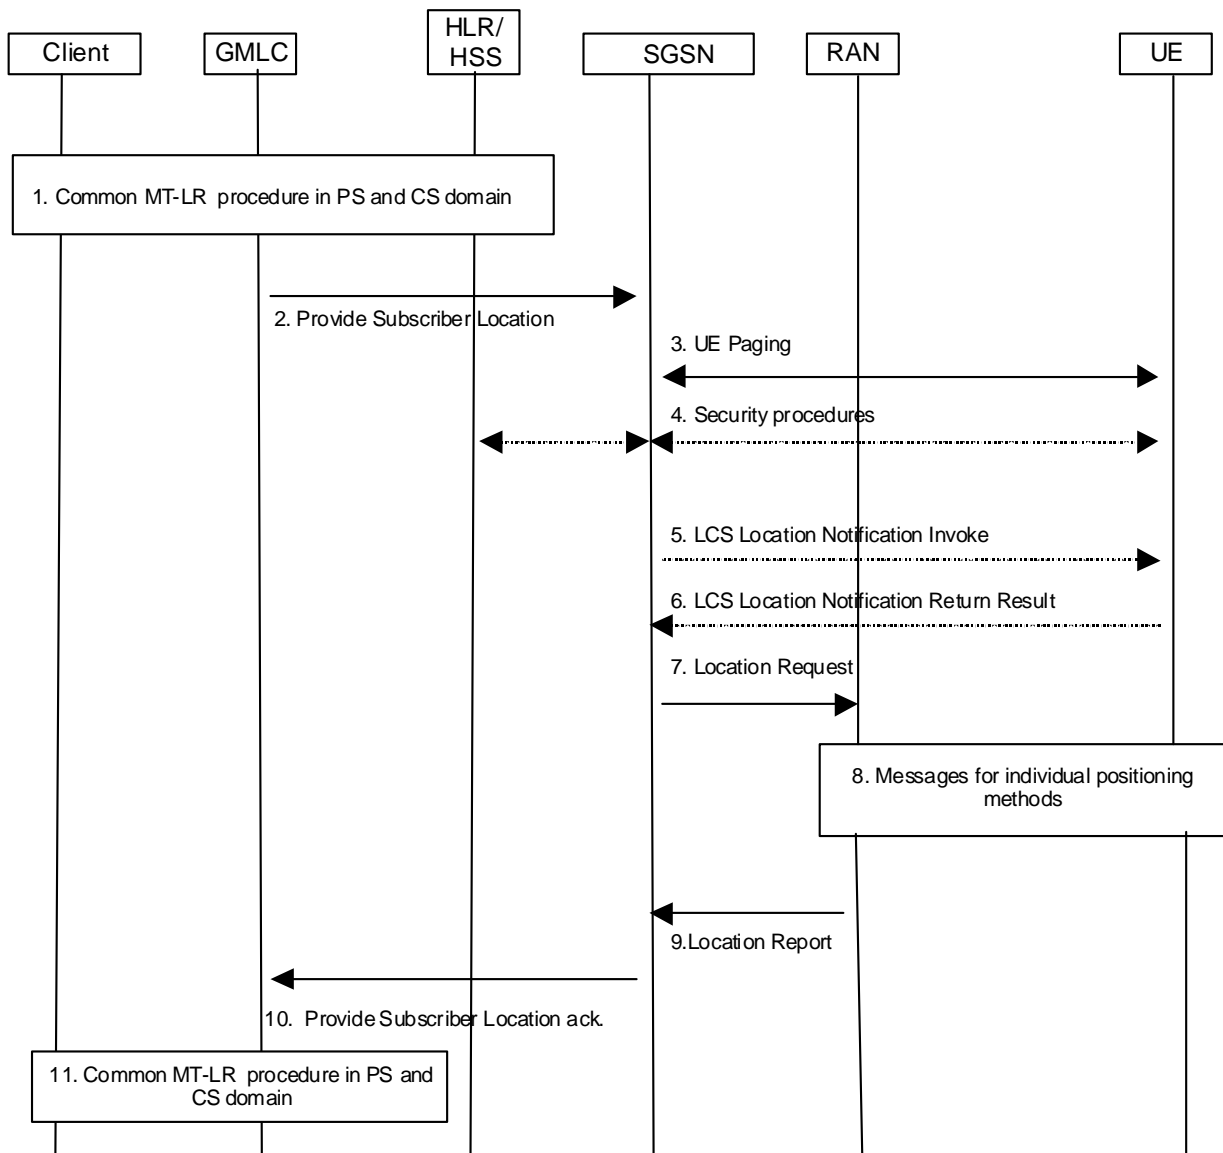 Client
GMLC
HLR/
HSS
SGSN
RAN
UE
1. Common MT-LR procedure in PS and CS domain
2. Provide Subscriber Location
3. UE Paging
4. Security procedures
5. LCS Location Notification Invoke
6. LCS Location Notification Return Result
7. Location Request
8. Messages for individual positioning
methods
9.Location Report
10. Provide Subscriber Location ack.
11. Common MT-LR procedure in PS and
CS domain